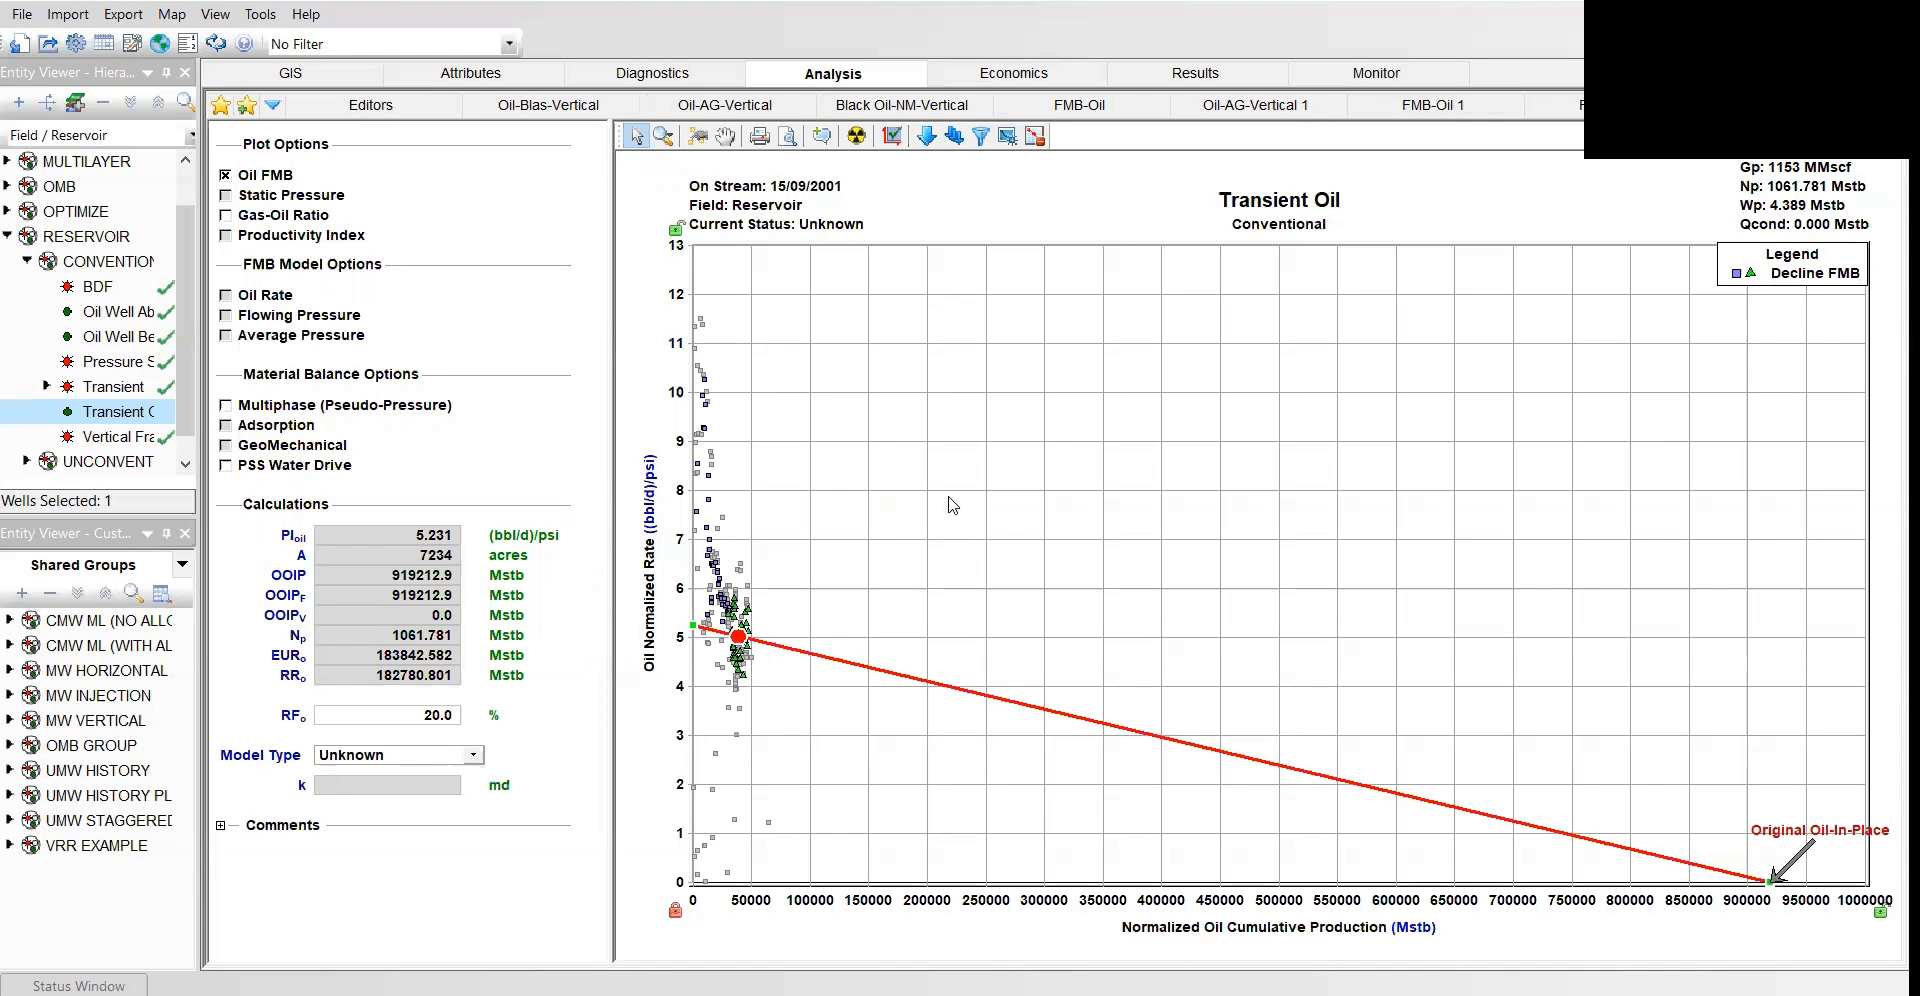 File Import Export Map View Tools Help
No Filter
Entity Viewer - Hiera...
GIS Attributes Diagnostics Analysis Economics Results Monitor
Editors Oil-Blas-Vertical Oil-AG-Vertical Black Oil-NM-Vertical FMB-Oil Oil-AG-Vertical 1 FMB-Oil 1
Field / Reservoir
MULTILAYER
OMB
OPTIMIZE
RESERVOIR
CONVENTION
BDF
Oil Well Ab
Oil Well Be
Pressure S
Transient
Transient O
Vertical Fra
UNCONVENT
Wells Selected: 1
Entity Viewer - Cust...
Shared Groups
CMW ML (NO ALLO
CMW ML (WITH AL
MW HORIZONTAL
MW INJECTION
MW VERTICAL
OMB GROUP
UMW HISTORY
UMW HISTORY PL
UMW STAGGERED
VRR EXAMPLE
Status Window
Plot Options
Oil FMB
Static Pressure
Gas-Oil Ratio
Productivity Index
FMB Model Options
Oil Rate
Flowing Pressure
Average Pressure
Material Balance Options
Multiphase (Pseudo-Pressure)
Adsorption
GeoMechanical
PSS Water Drive
Calculations
PIoil 5.231 (bbl/d)/psi
A 7234 acres
OOIP 919212.9 Mstb
OOIPF 919212.9 Mstb
OOIPV 0.0 Mstb
Np 1061.781 Mstb
EURo 183842.582 Mstb
RRo 182780.801 Mstb
RFo 20.0 %
Model Type Unknown
k md
Comments
On Stream: 15/09/2001
Field: Reservoir
Current Status: Unknown
Transient Oil
Conventional
Gp: 1153 MMscf
Np: 1061.781 Mstb
Wp: 4.389 Mstb
Qcond: 0.000 Mstb
Legend
Decline FMB
13
12
11
10
9
8
7
6
5
4
3
2
1
0
Oil Normalized Rate ((bbl/d)/psi)
Original Oil-In-Place
0 50000 100000 150000 200000 250000 300000 350000 400000 450000 500000 550000 600000 650000 700000 750000 800000 850000 900000 950000 1000000
Normalized Oil Cumulative Production (Mstb)